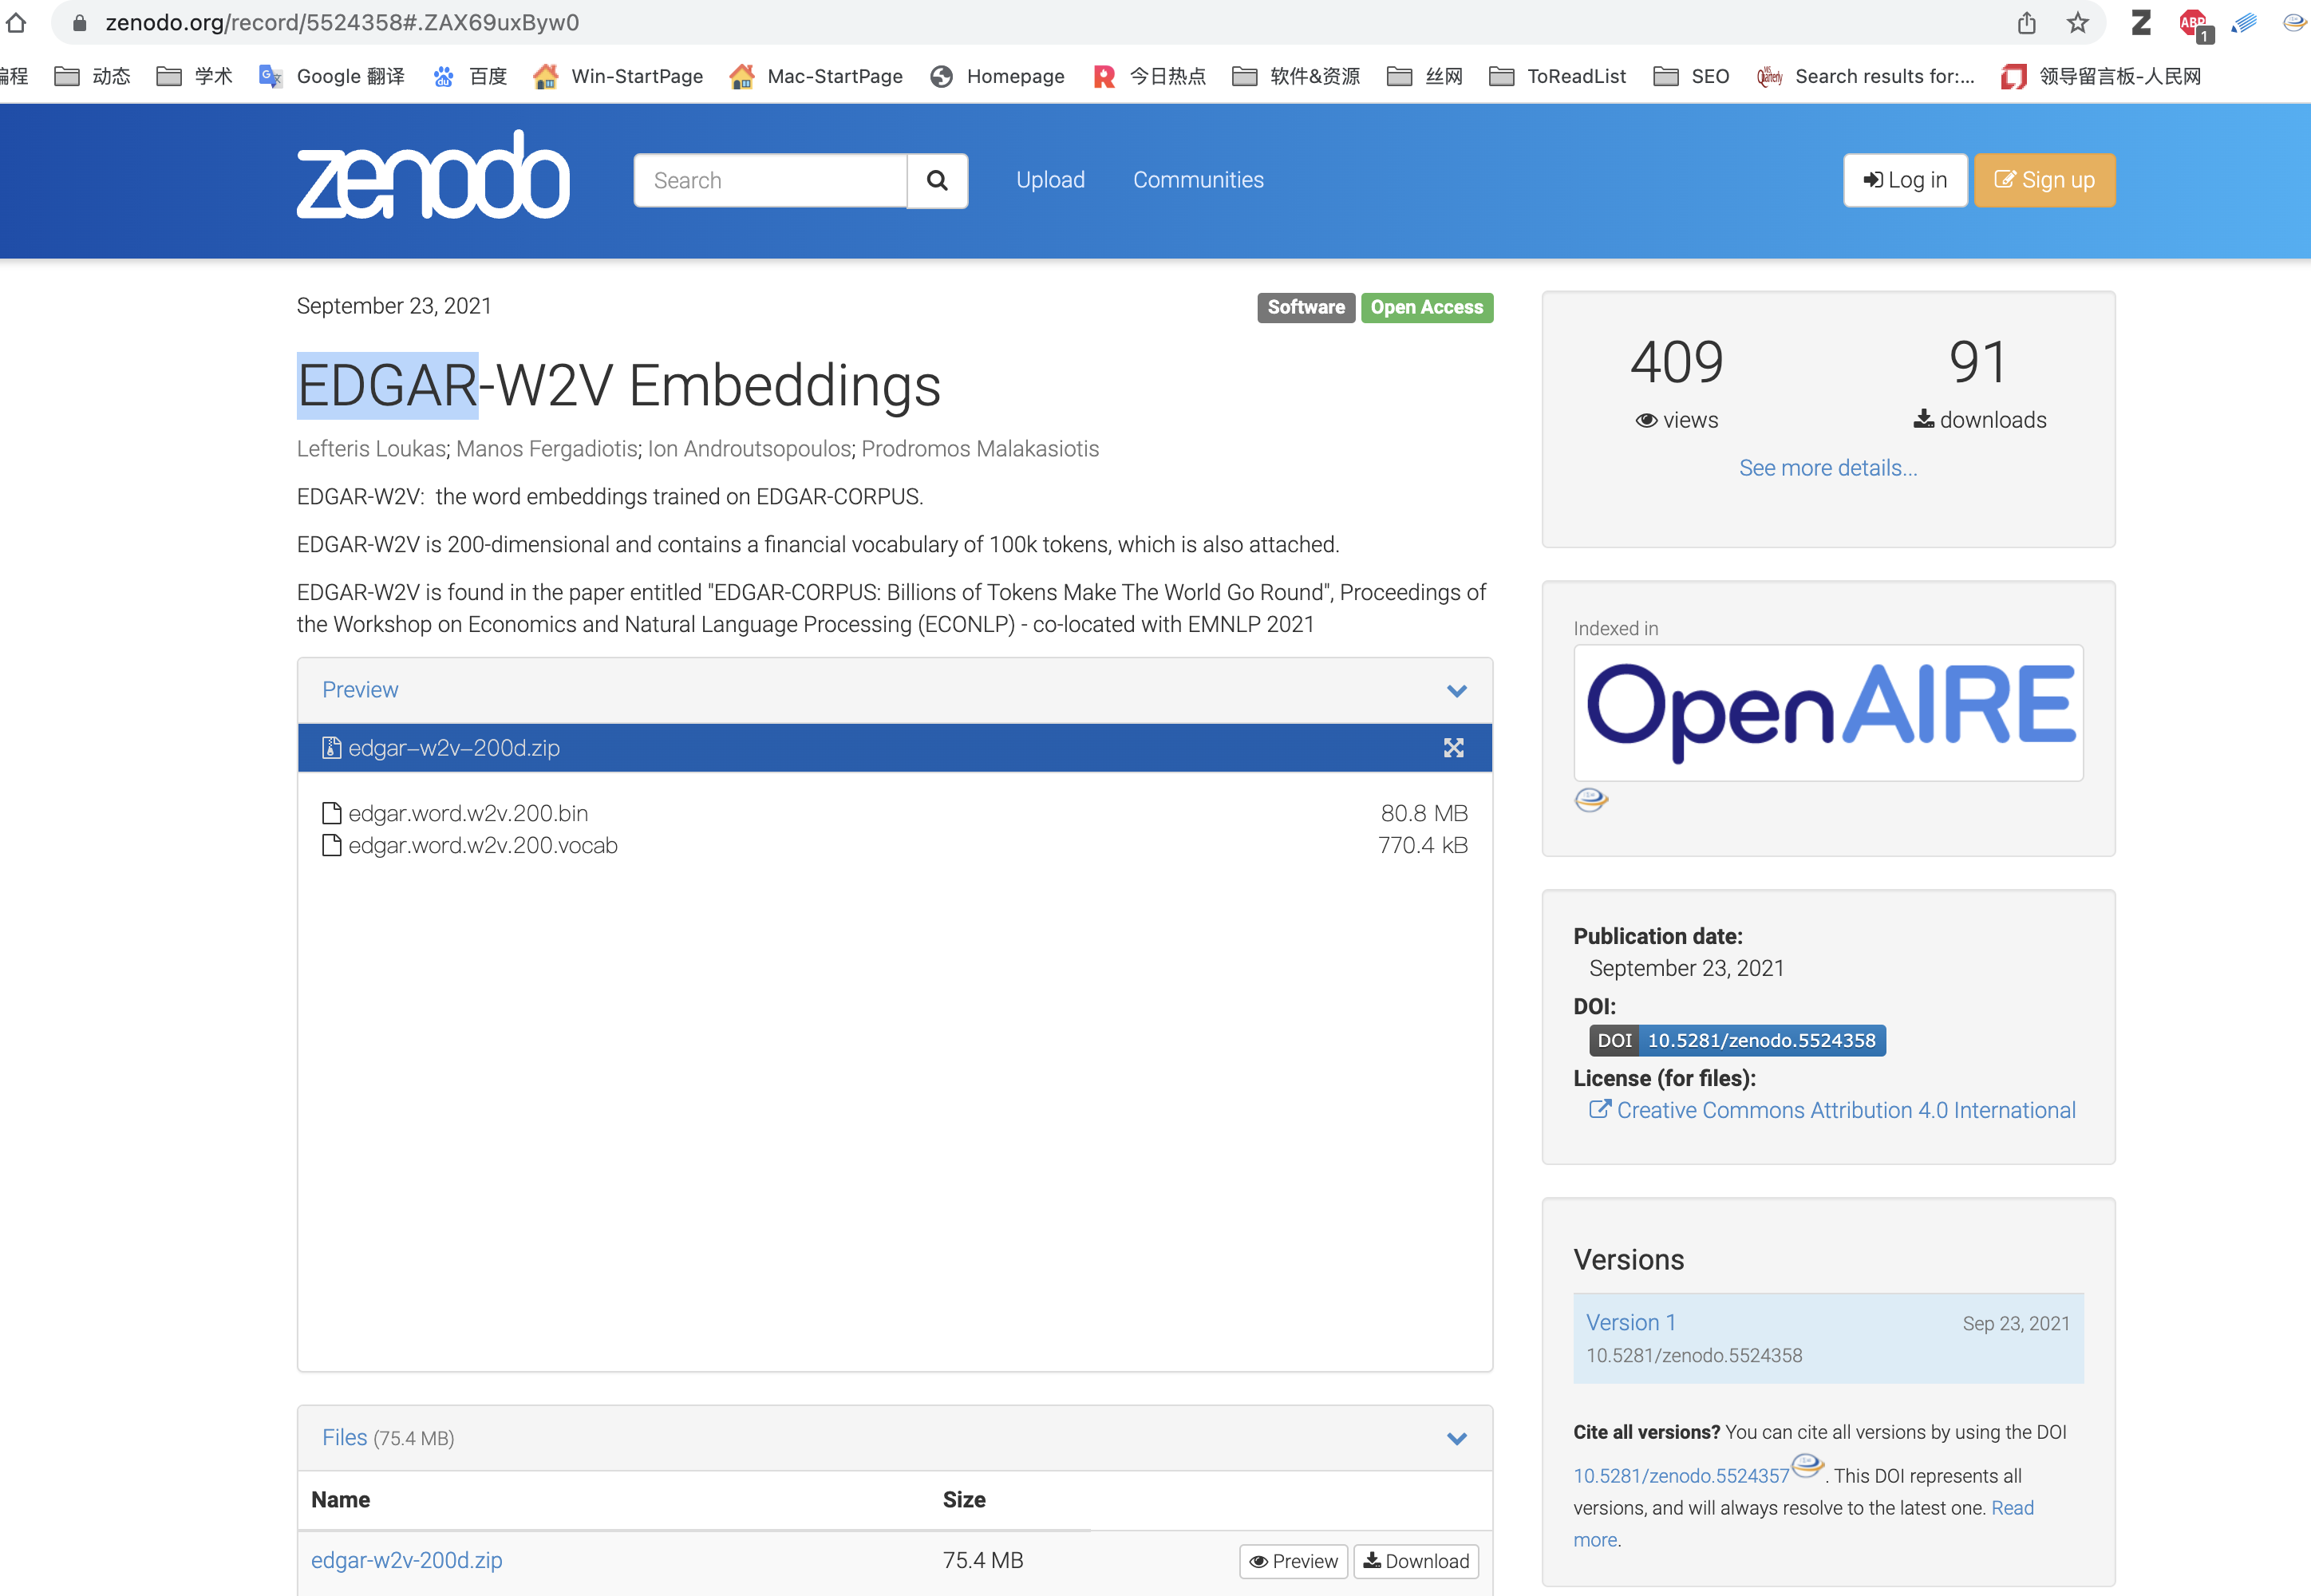 zenodo.org/record/5524358#.ZAX69uxByw0
ABP 1
编程 动态 学术 Google 翻译 百度 Win-StartPage Mac-StartPage Homepage 今日热点 软件&资源 丝网 ToReadList SEO Search results for:... 领导留言板-人民网
zenodo Search Upload Communities Log in Sign up
September 23, 2021 Software Open Access
EDGAR-W2V Embeddings
Lefteris Loukas; Manos Fergadiotis; Ion Androutsopoulos; Prodromos Malakasiotis
EDGAR-W2V:  the word embeddings trained on EDGAR-CORPUS.
EDGAR-W2V is 200-dimensional and contains a financial vocabulary of 100k tokens, which is also attached.
EDGAR-W2V is found in the paper entitled "EDGAR-CORPUS: Billions of Tokens Make The World Go Round", Proceedings of
the Workshop on Economics and Natural Language Processing (ECONLP) - co-located with EMNLP 2021
Preview
edgar-w2v-200d.zip
edgar.word.w2v.200.bin 80.8 MB
edgar.word.w2v.200.vocab 770.4 kB
Files (75.4 MB)
Name Size
edgar-w2v-200d.zip 75.4 MB Preview Download
409 91
views downloads
See more details...
Indexed in
OpenAIRE
Publication date:
September 23, 2021
DOI:
DOI 10.5281/zenodo.5524358
License (for files):
Creative Commons Attribution 4.0 International
Versions
Version 1 Sep 23, 2021
10.5281/zenodo.5524358
Cite all versions? You can cite all versions by using the DOI
10.5281/zenodo.5524357. This DOI represents all
versions, and will always resolve to the latest one. Read
more.